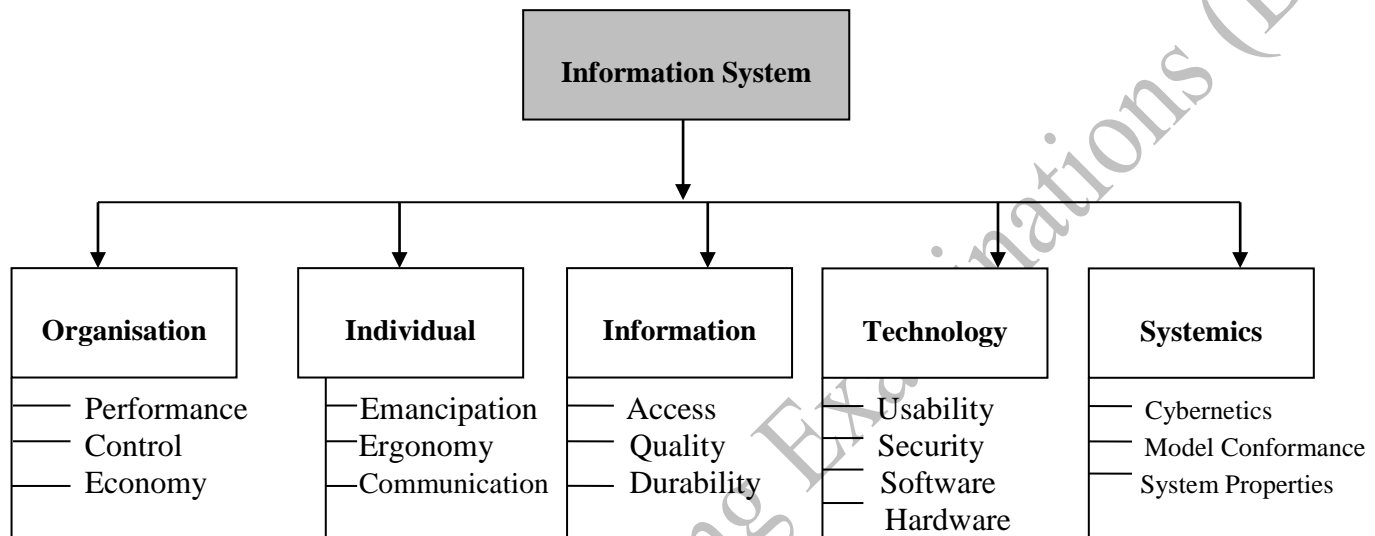 Information System
Organisation
Performance
Control
Economy
Individual
Emancipation
Ergonomy
Communication
Information
Access
Quality
Durability
Technology
Usability
Security
Software
Hardware
Systemics
Cybernetics
Model Conformance
System Properties